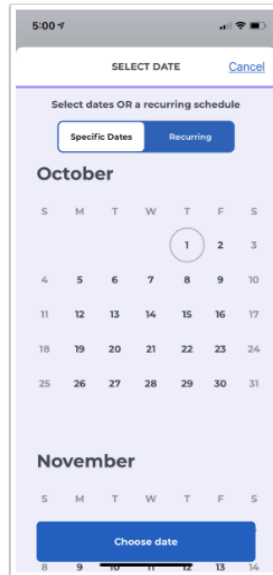 5:00
SELECT DATE Cancel
Select dates OR a recurring schedule
Specific Dates Recurring
October
S M T W T F S
1 2 3
4 5 6 7 8 9 10
11 12 13 14 15 16 17
18 19 20 21 22 23 24
25 26 27 28 29 30 31
November
S M T W T F S
Choose date
8 9 10 11 12 13 14